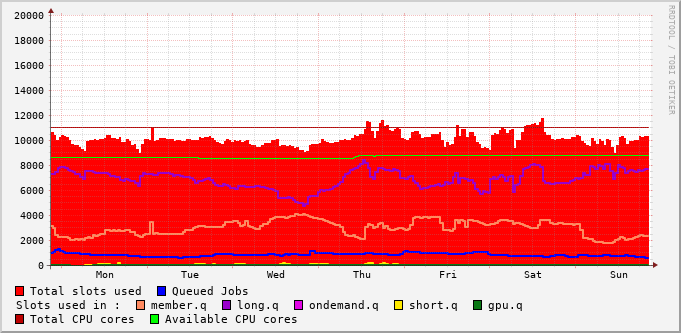 RRDTOOL / TOBI OETIKER
20000
18000
16000
14000
12000
10000
8000
6000
4000
2000
0
Mon Tue Wed Thu Fri Sat Sun
Total slots used Queued Jobs
Slots used in : member.q long.q ondemand.q short.q gpu.q
Total CPU cores Available CPU cores